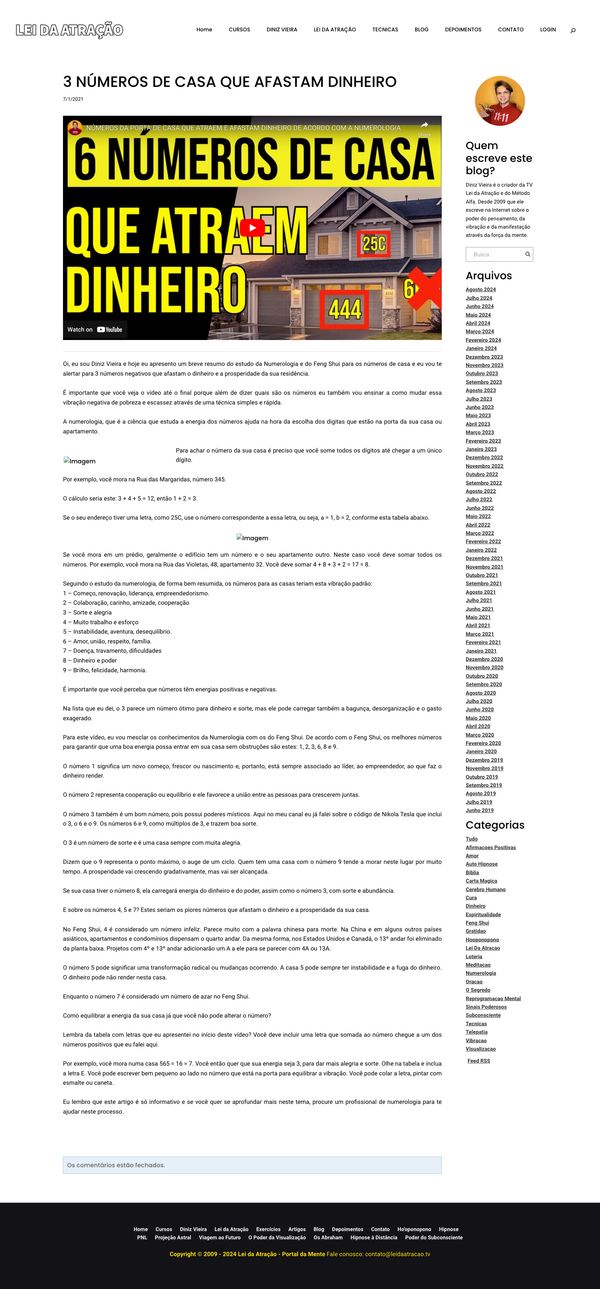 LEI DA ATRAÇÃO
Home CURSOS DINIZ VIEIRA LEI DA ATRAÇÃO TECNICAS BLOG DEPOIMENTOS CONTATO LOGIN
3 NÚMEROS DE CASA QUE AFASTAM DINHEIRO
7/1/2021
NÚMEROS DA PORTA DE CASA QUE ATRAEM E AFASTAM DINHEIRO DE ACORDO COM A NUMEROLOGIA
Share
6 NÚMEROS DE CASA
QUE ATRAEM
DINHEIRO
25C
444
6
Watch on YouTube
Oi, eu sou Diniz Vieira e hoje eu apresento um breve resumo do estudo da Numerologia e do Feng Shui para os números de casa e eu vou te
alertar para 3 números negativos que afastam o dinheiro e a prosperidade da sua residência.
É importante que você veja o vídeo até o final porque além de dizer quais são os números eu também vou ensinar a como mudar essa
vibração negativa de pobreza e escassez através de uma técnica simples e rápida.
A numerologia, que é a ciência que estuda a energia dos números ajuda na hora da escolha dos dígitas que estão na porta da sua casa ou
apartamento.
Imagem
Para achar o número da sua casa é preciso que você some todos os dígitos até chegar a um único
dígito.
Por exemplo, você mora na Rua das Margaridas, número 345.
O cálculo seria este: 3 + 4 + 5 = 12, então 1 + 2 = 3.
Se o seu endereço tiver uma letra, como 25C, use o número correspondente a essa letra, ou seja, a = 1, b = 2, conforme esta tabela abaixo.
Imagem
Se você mora em um prédio, geralmente o edifício tem um número e o seu apartamento outro. Neste caso você deve somar todos os
números. Por exemplo, você mora na Rua das Violetas, 48, apartamento 32. Você deve somar 4 + 8 + 3 + 2 = 17 = 8.
Seguindo o estudo da numerologia, de forma bem resumida, os números para as casas teriam esta vibração padrão:
1 – Começo, renovação, liderança, empreendedorismo.
2 – Colaboração, carinho, amizade, cooperação
3 – Sorte e alegria
4 – Muito trabalho e esforço
5 – Instabilidade, aventura, desequilíbrio.
6 – Amor, união, respeito, família.
7 – Doença, travamento, dificuldades
8 – Dinheiro e poder
9 – Brilho, felicidade, harmonia.
É importante que você perceba que números têm energias positivas e negativas.
Na lista que eu dei, o 3 parece um número ótimo para dinheiro e sorte, mas ele pode carregar também a bagunça, desorganização e o gasto
exagerado.
Para este vídeo, eu vou mesclar os conhecimentos da Numerologia com os do Feng Shui. De acordo com o Feng Shui, os melhores números
para garantir que uma boa energia possa entrar em sua casa sem obstruções são estes: 1, 2, 3, 6, 8 e 9.
O número 1 significa um novo começo, frescor ou nascimento e, portanto, está sempre associado ao líder, ao empreendedor, ao que faz o
dinheiro render.
O número 2 representa cooperação ou equilíbrio e ele favorece a união entre as pessoas para crescerem juntas.
O número 3 também é um bom número, pois possui poderes místicos. Aqui no meu canal eu já falei sobre o código de Nikola Tesla que inclui
o 3, o 6 e o 9. Os números 6 e 9, como múltiplos de 3, e trazem boa sorte.
O 3 é um número de sorte e é uma casa sempre com muita alegria.
Dizem que o 9 representa o ponto máximo, o auge de um ciclo. Quem tem uma casa com o número 9 tende a morar neste lugar por muito
tempo. A prosperidade vai crescendo gradativamente, mas vai ser alcançada.
Se sua casa tiver o número 8, ela carregará energia do dinheiro e do poder, assim como o número 3, com sorte e abundância.
E sobre os números 4, 5 e 7? Estes seriam os piores números que afastam o dinheiro e a prosperidade da sua casa.
No Feng Shui, 4 é considerado um número infeliz. Parece muito com a palavra chinesa para morte. Na China e em alguns outros países
asiáticos, apartamentos e condomínios dispensam o quarto andar. Da mesma forma, nos Estados Unidos e Canadá, o 13º andar foi eliminado
da planta baixa. Projetos com 4º e 13º andar adicionarão um A a ele para se parecer com 4A ou 13A.
O número 5 pode significar uma transformação radical ou mudanças ocorrendo. A casa 5 pode sempre ter instabilidade e a fuga do dinheiro.
O dinheiro pode não render nesta casa.
Enquanto o número 7 é considerado um número de azar no Feng Shui.
Como equilibrar a energia da sua casa já que você não pode alterar o número?
Lembra da tabela com letras que eu apresentei no início deste vídeo? Você deve incluir uma letra que somada ao número chegue a um dos
números positivos que eu falei aqui.
Por exemplo, você mora numa casa 565 = 16 = 7. Você então quer que sua energia seja 3, para dar mais alegria e sorte. Olhe na tabela e inclua
a letra E. Você pode escrever bem pequeno ao lado no número que está na porta para equilibrar a vibração. Você pode colar a letra, pintar com
esmalte ou caneta.
Eu lembro que este artigo é só informativo e se você quer se aprofundar mais neste tema, procure um profissional de numerologia para te
ajudar neste processo.
Os comentários estão fechados.
11:11
Quem
escreve este
blog?
Diniz Vieira é o criador da TV
Lei da Atração e do Método
Alfa. Desde 2009 que ele
escreve na Internet sobre o
poder do pensamento, da
vibração e da manifestação
através da força da mente.
Busca
Arquivos
Agosto 2024
Julho 2024
Junho 2024
Maio 2024
Abril 2024
Março 2024
Fevereiro 2024
Janeiro 2024
Dezembro 2023
Novembro 2023
Outubro 2023
Setembro 2023
Agosto 2023
Julho 2023
Junho 2023
Maio 2023
Abril 2023
Março 2023
Fevereiro 2023
Janeiro 2023
Dezembro 2022
Novembro 2022
Outubro 2022
Setembro 2022
Agosto 2022
Julho 2022
Junho 2022
Maio 2022
Abril 2022
Março 2022
Fevereiro 2022
Janeiro 2022
Dezembro 2021
Novembro 2021
Outubro 2021
Setembro 2021
Agosto 2021
Julho 2021
Junho 2021
Maio 2021
Abril 2021
Março 2021
Fevereiro 2021
Janeiro 2021
Dezembro 2020
Novembro 2020
Outubro 2020
Setembro 2020
Agosto 2020
Julho 2020
Junho 2020
Maio 2020
Abril 2020
Março 2020
Fevereiro 2020
Janeiro 2020
Dezembro 2019
Novembro 2019
Outubro 2019
Setembro 2019
Agosto 2019
Julho 2019
Junho 2019
Categorias
Tudo
Afirmacoes Positivas
Amor
Auto Hipnose
Biblia
Carta Magica
Cerebro Humano
Cura
Dinheiro
Espiritualidade
Feng Shui
Gratidao
Hooponopono
Lei Da Atracao
Loteria
Meditacao
Numerologia
Oracao
O Segredo
Reprogramacao Mental
Sinais Poderosos
Subconsciente
Tecnicas
Telepatia
Vibracao
Visualizacao
Feed RSS
Home Cursos Diniz Vieira Lei da Atração Exercícios Artigos Blog Depoimentos Contato Ho'oponopono Hipnose
PNL Projeção Astral Viagem ao Futuro O Poder da Visualização Os Abraham Hipnose à Distância Poder do Subconsciente
Copyright © 2009 - 2024 Lei da Atração - Portal da Mente Fale conosco: contato@leidaatracao.tv